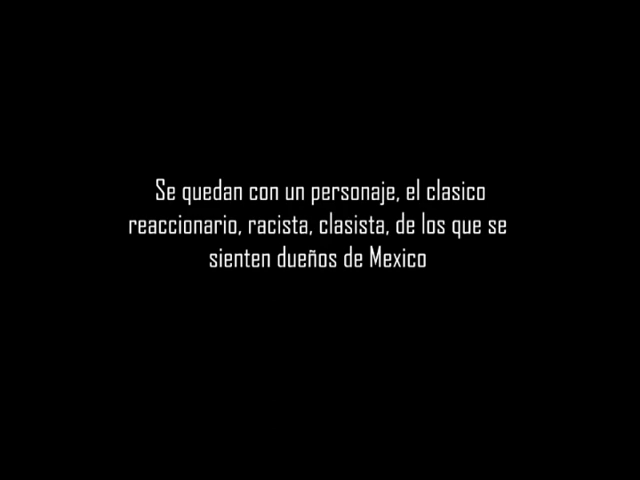 Se quedan con un personaje, el clasico
reaccionario, racista, clasista, de los que se
sienten dueños de Mexico